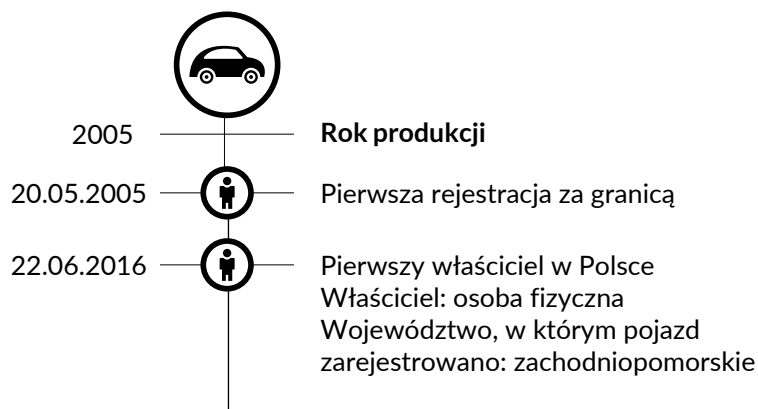 2005 Rok produkcji
20.05.2005 Pierwsza rejestracja za granicą
22.06.2016 Pierwszy właściciel w Polsce
Właściciel: osoba fizyczna
Województwo, w którym pojazd
zarejestrowano: zachodniopomorskie